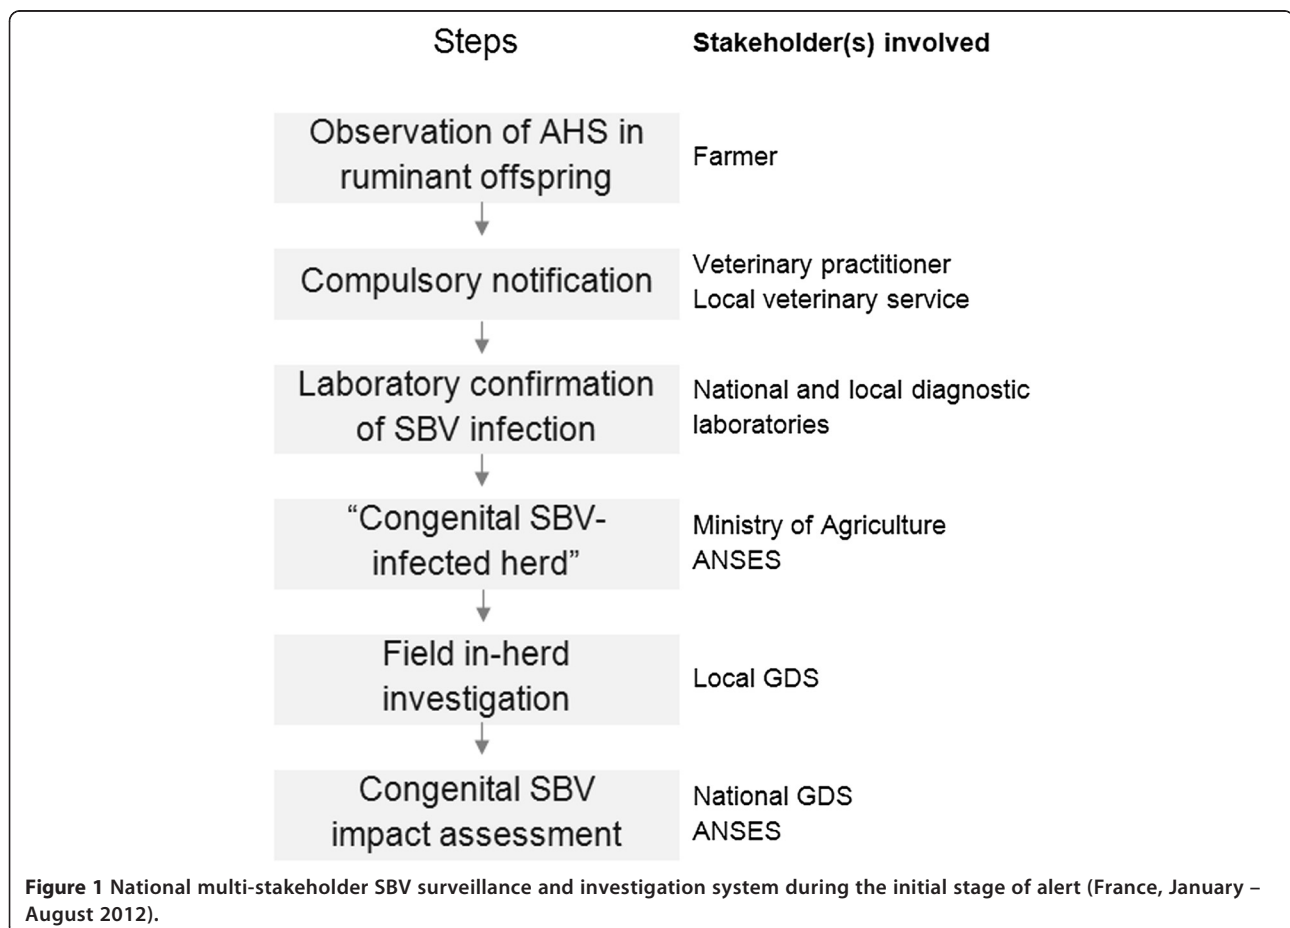 Steps
Stakeholder(s) involved
Observation of AHS in
ruminant offspring
Farmer
Compulsory notification
Veterinary practitioner
Local veterinary service
Laboratory confirmation
of SBV infection
National and local diagnostic
laboratories
“Congenital SBV-
infected herd”
Ministry of Agriculture
ANSES
Field in-herd
investigation
Local GDS
Congenital SBV
impact assessment
National GDS
ANSES
Figure 1 National multi-stakeholder SBV surveillance and investigation system during the initial stage of alert (France, January –
August 2012).